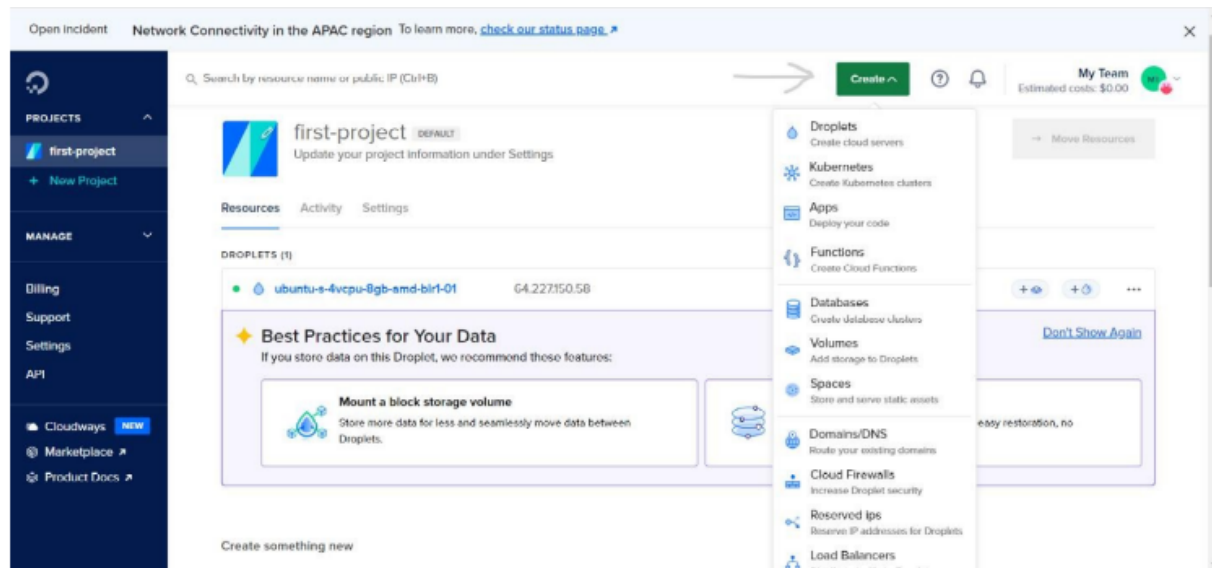 Open incident Network Connectivity in the APAC region To learn more, check our status page
Search by resource name or public IP (Ctrl+B)
Create
My Team
Estimated costs: $0.00
PROJECTS
first-project
+ New Project
MANAGE
Billing
Support
Settings
API
Cloudways NEW
Marketplace
Product Docs
first-project DEFAULT
Update your project information under Settings
→ Move Resources
Resources Activity Settings
DROPLETS (1)
ubuntu-s-4vcpu-8gb-amd-blr1-01 64.227.150.58
Best Practices for Your Data
If you store data on this Droplet, we recommend these features:
Don't Show Again
Mount a block storage volume
Store more data for less and seamlessly move data between
Droplets.
easy restoration, no
Create something new
Droplets
Create cloud servers
Kubernetes
Create Kubernetes clusters
Apps
Deploy your code
Functions
Create Cloud Functions
Databases
Create database clusters
Volumes
Add storage to Droplets
Spaces
Store and serve static assets
Domains/DNS
Route your existing domains
Cloud Firewalls
Increase Droplet security
Reserved Ips
Reserve IP addresses for Droplets
Load Balancers